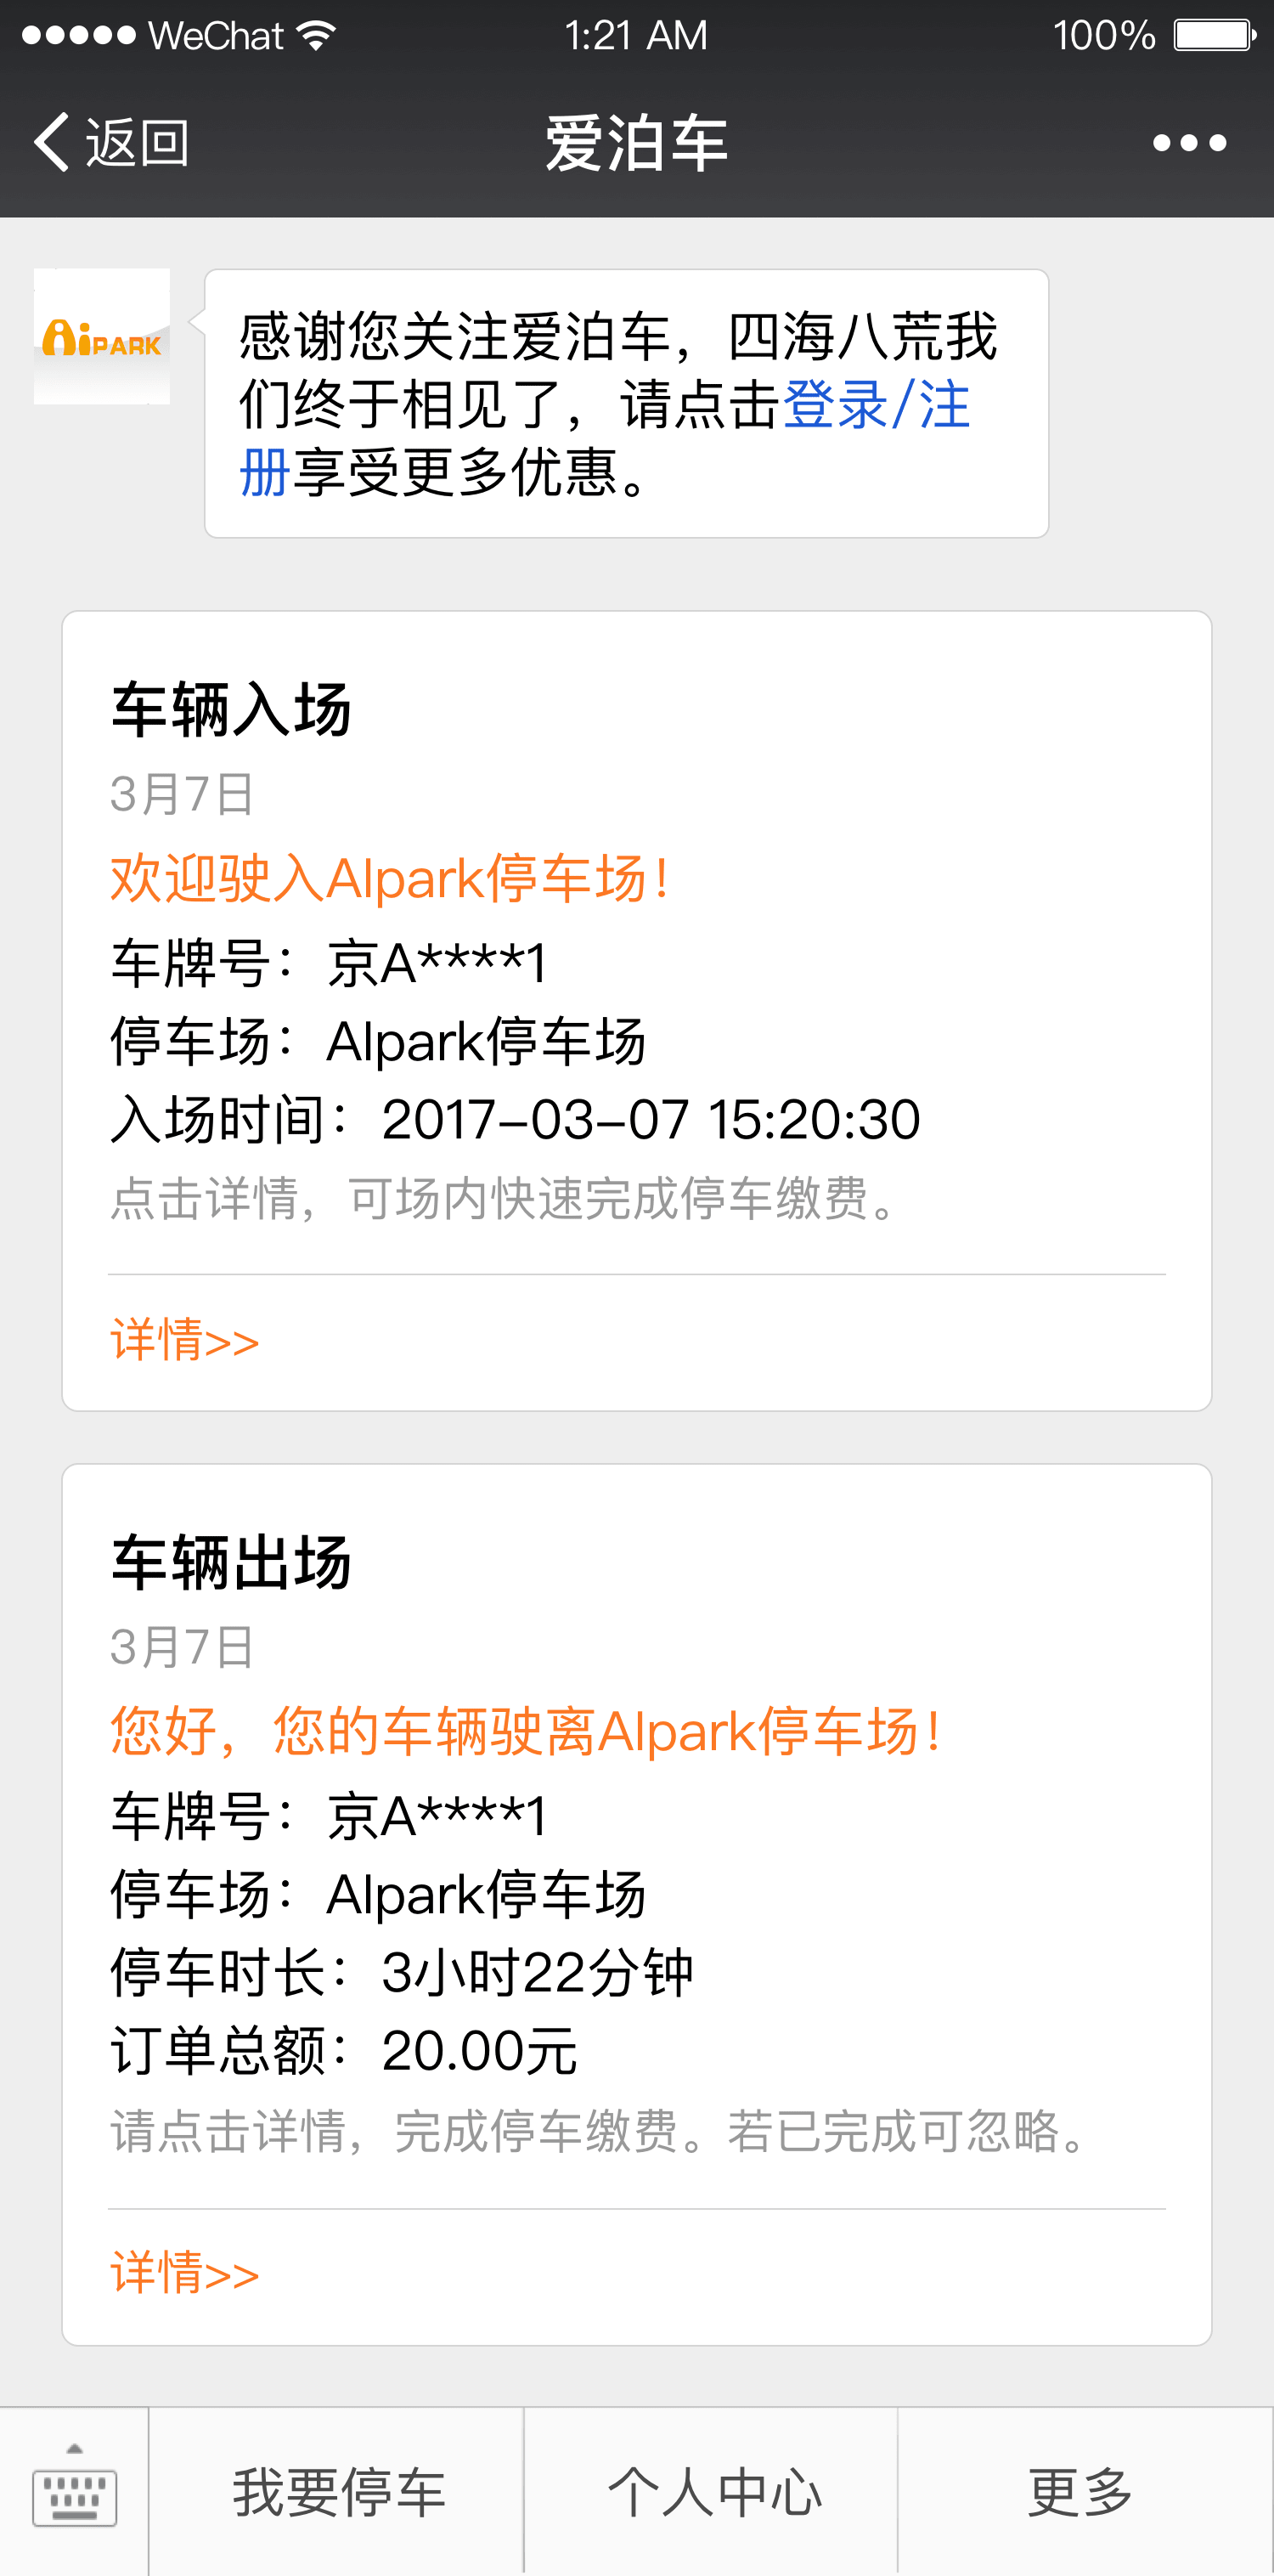 WeChat 1:21 AM 100%
返回 爱泊车
AiPARK
感谢您关注爱泊车，四海八荒我
们终于相见了，请点击登录/注
册享受更多优惠。
车辆入场
3月7日
欢迎驶入AIpark停车场！
车牌号：京A****1
停车场：AIpark停车场
入场时间：2017-03-07 15:20:30
点击详情，可场内快速完成停车缴费。
详情>>
车辆出场
3月7日
您好，您的车辆驶离AIpark停车场！
车牌号：京A****1
停车场：AIpark停车场
停车时长：3小时22分钟
订单总额：20.00元
请点击详情，完成停车缴费。若已完成可忽略。
详情>>
我要停车 个人中心 更多